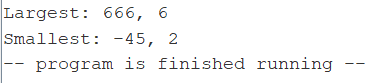 Largest: 666, 6
Smallest: -45, 2
-- program is finished running --